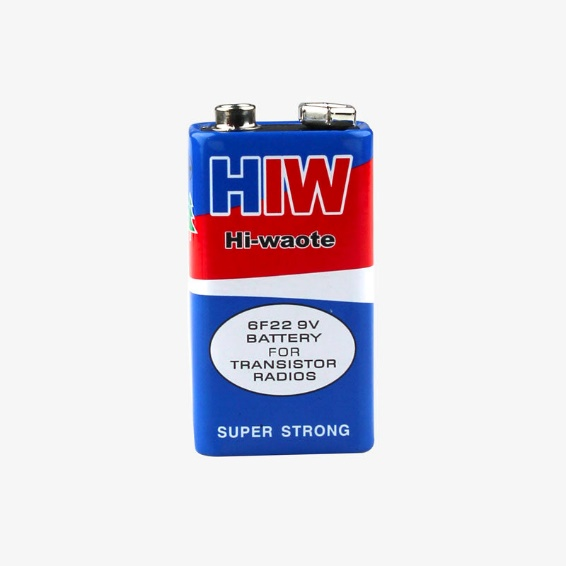 HIW
Hi-waote
6F22 9V
BATTERY
FOR
TRANSISTOR
RADIOS
SUPER STRONG